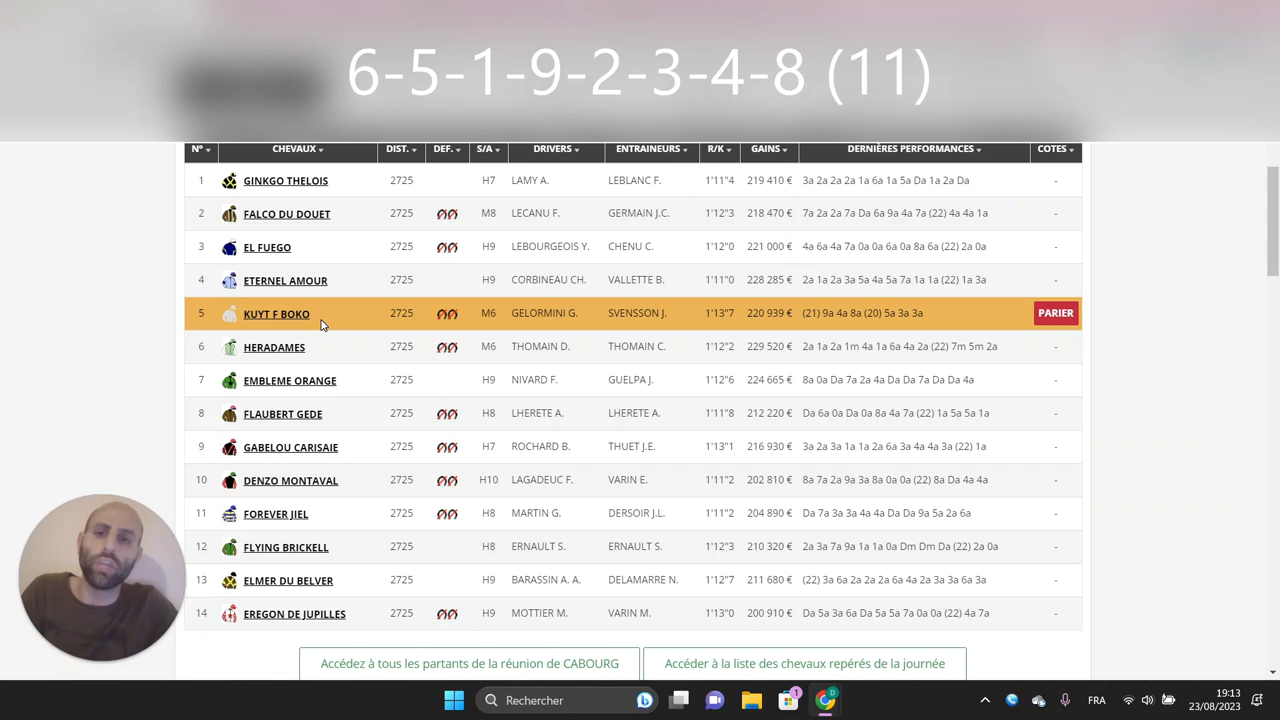 6-5-1-9-2-3-4-8 (11)
N° CHEVAUX DIST. DEF. S/A DRIVERS ENTRAINEURS R/K GAINS DERNIÈRES PERFORMANCES COTES
1 GINKGO THELOIS 2725 H7 LAMY A. LEBLANC F. 1'11"4 219 410 € 3a 2a 2a 2a 1a 6a 1a 5a Da 1a 2a Da -
2 FALCO DU DOUET 2725 M8 LECANU F. GERMAIN J.C. 1'12"3 218 470 € 7a 2a 2a 7a Da 6a 9a 4a 7a (22) 4a 4a 1a -
3 EL FUEGO 2725 H9 LEBOURGEOIS Y. CHENU C. 1'12"0 221 000 € 4a 6a 4a 7a 0a 0a 6a 0a 8a 6a (22) 2a 0a -
4 ETERNEL AMOUR 2725 H9 CORBINEAU CH. VALLETTE B. 1'11"0 228 285 € 2a 1a 2a 3a 5a 4a 5a 7a 1a 1a (22) 1a 3a -
5 KUYT F BOKO 2725 M6 GELORMINI G. SVENSSON J. 1'13"7 220 939 € (21) 9a 4a 8a (20) 5a 3a 3a PARIER
6 HERADAMES 2725 M6 THOMAIN D. THOMAIN C. 1'12"2 229 520 € 2a 1a 2a 1m 4a 1a 6a 4a 2a (22) 7m 5m 2a -
7 EMBLEME ORANGE 2725 H9 NIVARD F. GUELPA J. 1'12"6 224 665 € 8a 0a Da 7a 2a 4a Da Da 7a Da Da 4a -
8 FLAUBERT GEDE 2725 H8 LHERETE A. LHERETE A. 1'11"8 212 220 € Da 6a 0a Da 0a 8a 4a 7a (22) 1a 5a 5a 1a -
9 GABELOU CARISAIE 2725 H7 ROCHARD B. THUET J.E. 1'13"1 216 930 € 3a 2a 3a 1a 1a 2a 6a 3a 4a 4a 3a (22) 1a -
10 DENZO MONTAVAL 2725 H10 LAGADEUC F. VARIN E. 1'11"2 202 810 € 8a 7a 2a 9a 3a 8a 0a 0a (22) 8a Da 4a 4a -
11 FOREVER JIEL 2725 H8 MARTIN G. DERSOIR J.L. 1'11"2 204 890 € Da 7a 3a 3a 4a 4a Da Da 9a 5a 2a 6a -
12 FLYING BRICKELL 2725 H8 ERNAULT S. ERNAULT S. 1'12"3 210 320 € 2a 3a 7a 9a 1a 1a 0a Dm Dm Da (22) 2a 0a -
13 ELMER DU BELVER 2725 H9 BARASSIN A. A. DELAMARRE N. 1'12"7 211 680 € (22) 3a 6a 2a 2a 2a 6a 4a 2a 3a 3a 6a 3a -
14 EREGON DE JUPILLES 2725 H9 MOTTIER M. VARIN M. 1'13"0 200 910 € Da 5a 3a 6a Da 5a 5a 7a 0a 0a (22) 4a 7a -
Accédez à tous les partants de la réunion de CABOURG Accéder à la liste des chevaux repérés de la journée
Rechercher 1 D FRA 19:13
23/08/2023